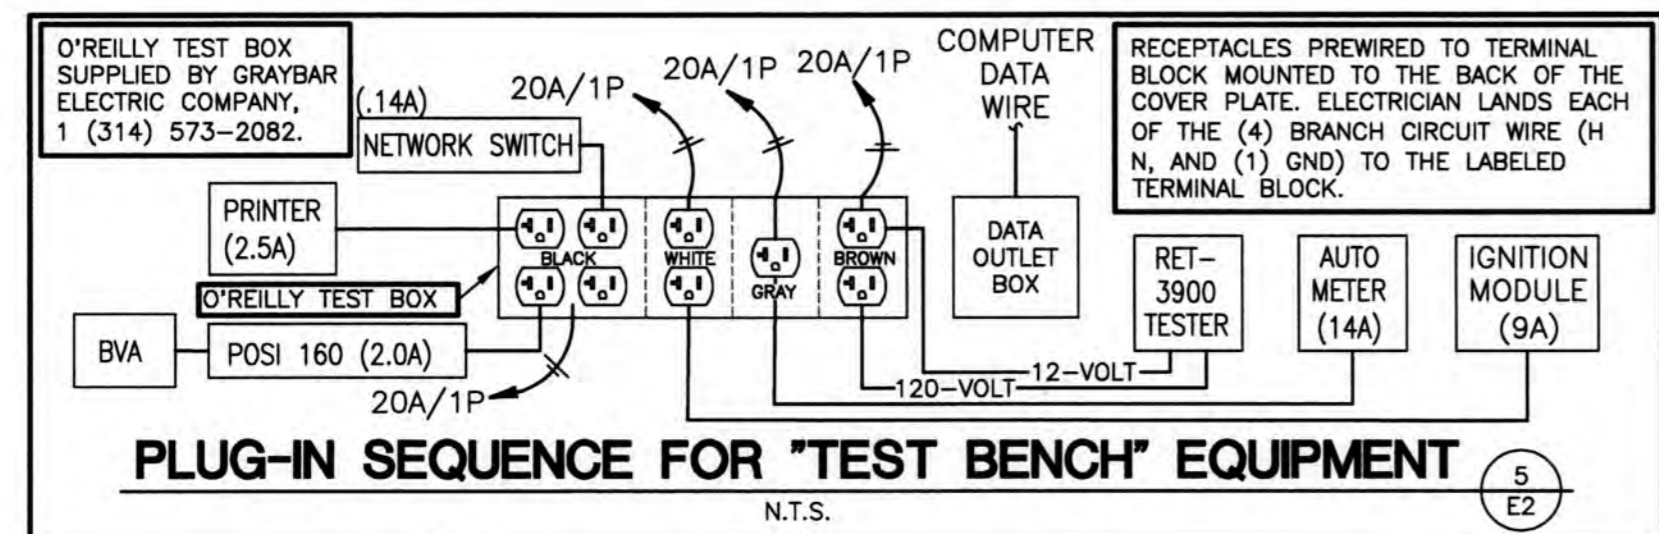 O'REILLY TEST BOX
SUPPLIED BY GRAYBAR
ELECTRIC COMPANY,
1 (314) 573-2082.
(.14A)
NETWORK SWITCH
20A/1P
20A/1P
20A/1P
COMPUTER
DATA
WIRE
RECEPTACLES PREWIRED TO TERMINAL
BLOCK MOUNTED TO THE BACK OF THE
COVER PLATE. ELECTRICIAN LANDS EACH
OF THE (4) BRANCH CIRCUIT WIRE (H
N, AND (1) GND) TO THE LABELED
TERMINAL BLOCK.
PRINTER
(2.5A)
O'REILLY TEST BOX
BVA
POSI 160 (2.0A)
20A/1P
BLACK
WHITE
GRAY
BROWN
DATA
OUTLET
BOX
RET-
3900
TESTER
AUTO
METER
(14A)
IGNITION
MODULE
(9A)
12-VOLT
120-VOLT
PLUG-IN SEQUENCE FOR "TEST BENCH" EQUIPMENT
5
E2
N.T.S.